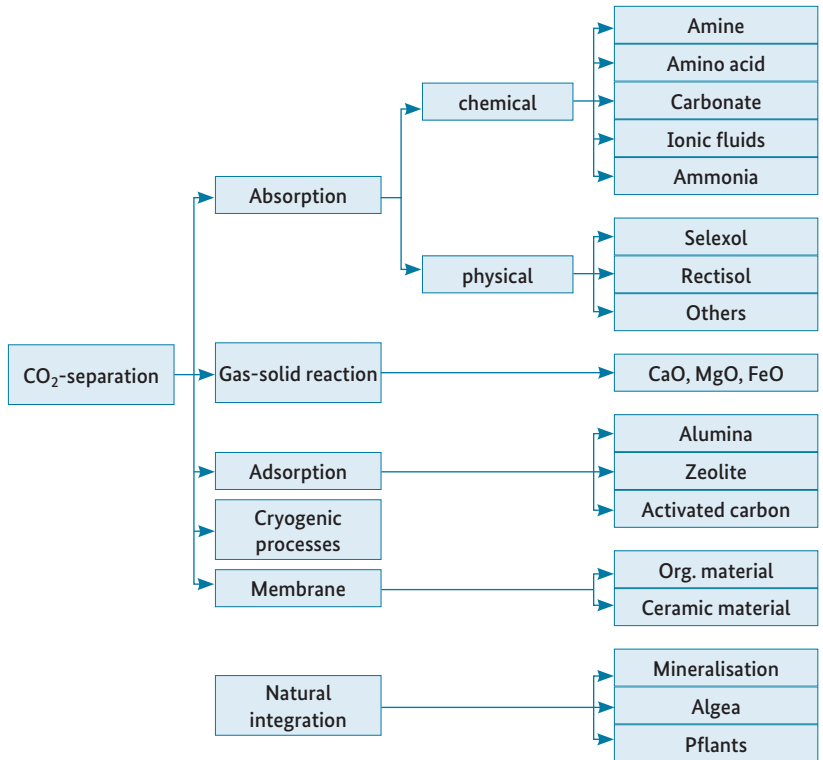 CO₂-separation
Absorption
chemical
Amine
Amino acid
Carbonate
Ionic fluids
Ammonia
physical
Selexol
Rectisol
Others
Gas-solid reaction
CaO, MgO, FeO
Adsorption
Alumina
Zeolite
Activated carbon
Cryogenic
processes
Membrane
Org. material
Ceramic material
Natural
integration
Mineralisation
Algea
Pflants